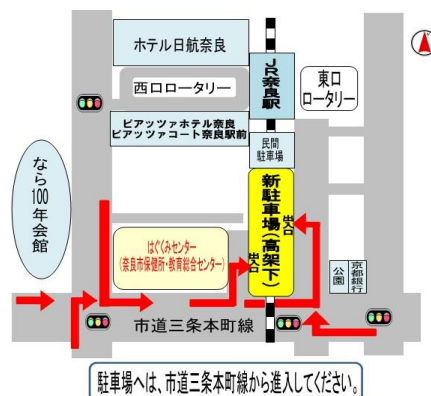 ホテル日航奈良
JR奈良駅
西口ロータリー
東口
ロータリー
ピアッツァホテル奈良
ピアッツァコート奈良駅前
民間
駐車場
なら100年会館
新駐車場(高架下)
出入口
出入口
はぐくみセンター
(奈良市保健所・教育総合センター)
公園
京都銀行
市道三条本町線
駐車場へは、市道三条本町線から進入してください。